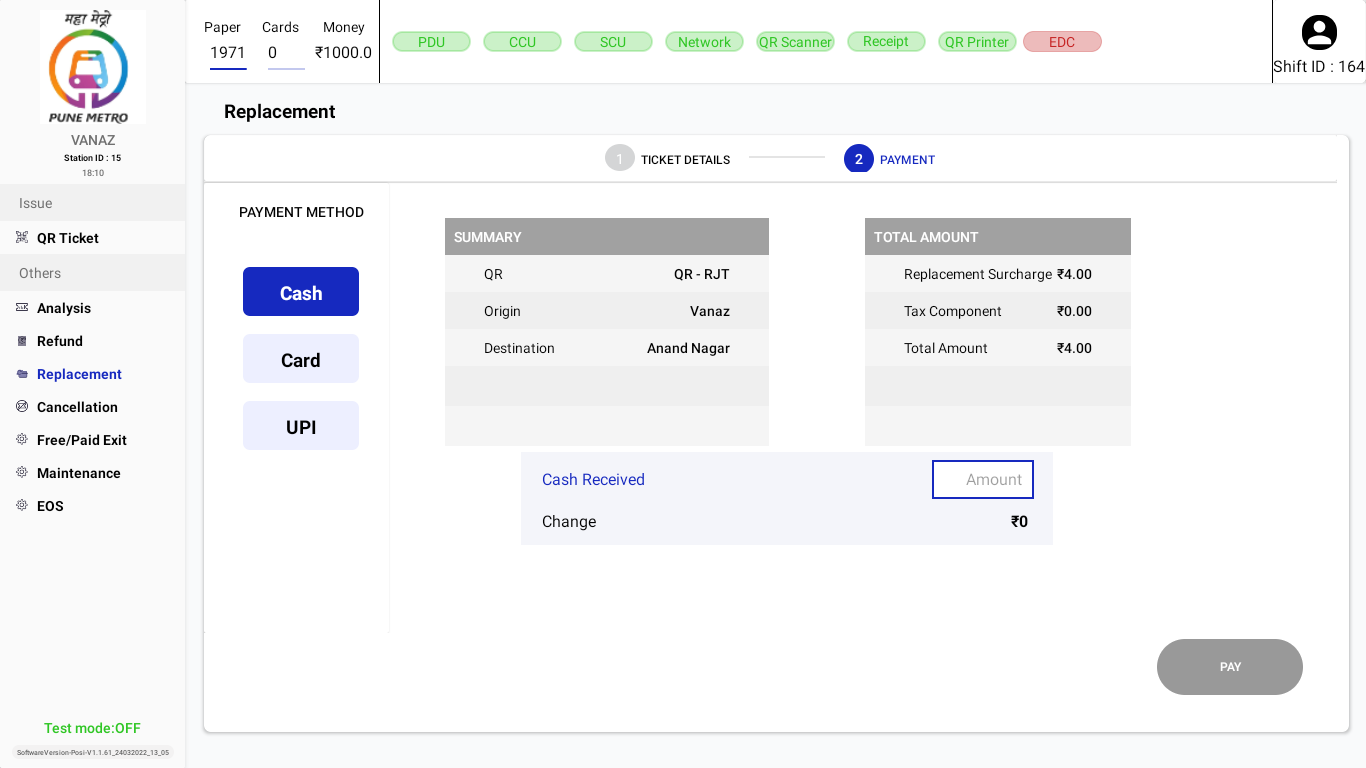 महा मेट्रो
PUNE METRO
VANAZ
Station ID : 15
18:10
Issue
QR Ticket
Others
Analysis
Refund
Replacement
Cancellation
Free/Paid Exit
Maintenance
EOS
Test mode:OFF
SoftwareVersion-Posi-V1.1.61_24032022_13_05
Paper Cards Money
1971 0 ₹1000.0
PDU CCU SCU Network QR Scanner Receipt QR Printer EDC
Shift ID : 164
Replacement
1 TICKET DETAILS 2 PAYMENT
PAYMENT METHOD
Cash
Card
UPI
SUMMARY
QR QR - RJT
Origin Vanaz
Destination Anand Nagar
TOTAL AMOUNT
Replacement Surcharge ₹4.00
Tax Component ₹0.00
Total Amount ₹4.00
Cash Received Amount
Change ₹0
PAY